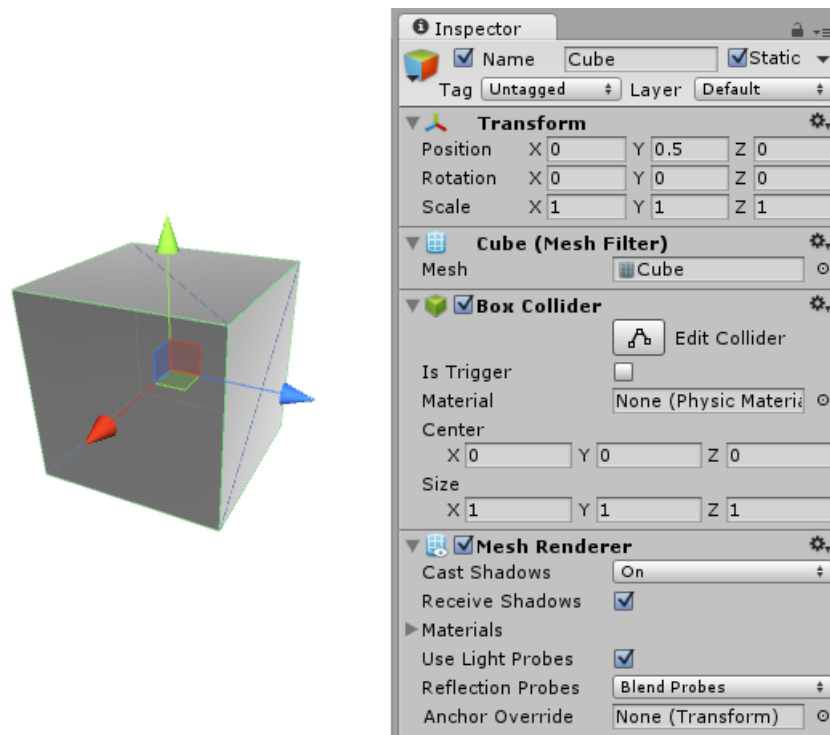 Inspector
Name Cube Static
Tag Untagged Layer Default
Transform
Position X 0 Y 0.5 Z 0
Rotation X 0 Y 0 Z 0
Scale X 1 Y 1 Z 1
Cube (Mesh Filter)
Mesh Cube
Box Collider
Edit Collider
Is Trigger
Material None (Physic Materia
Center
X 0 Y 0 Z 0
Size
X 1 Y 1 Z 1
Mesh Renderer
Cast Shadows On
Receive Shadows
Materials
Use Light Probes
Reflection Probes Blend Probes
Anchor Override None (Transform)